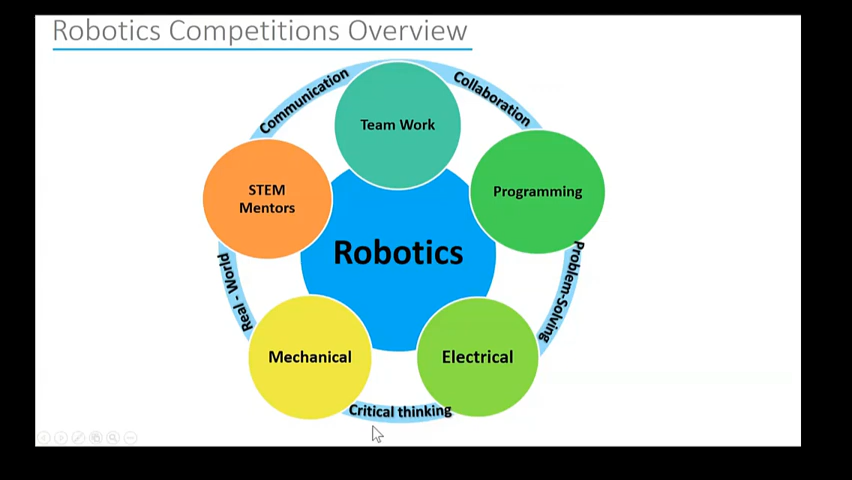 Robotics Competitions Overview
Communication
Collaboration
Team Work
STEM
Mentors
Programming
Robotics
Real - World
Problem-Solving
Mechanical
Electrical
Critical thinking